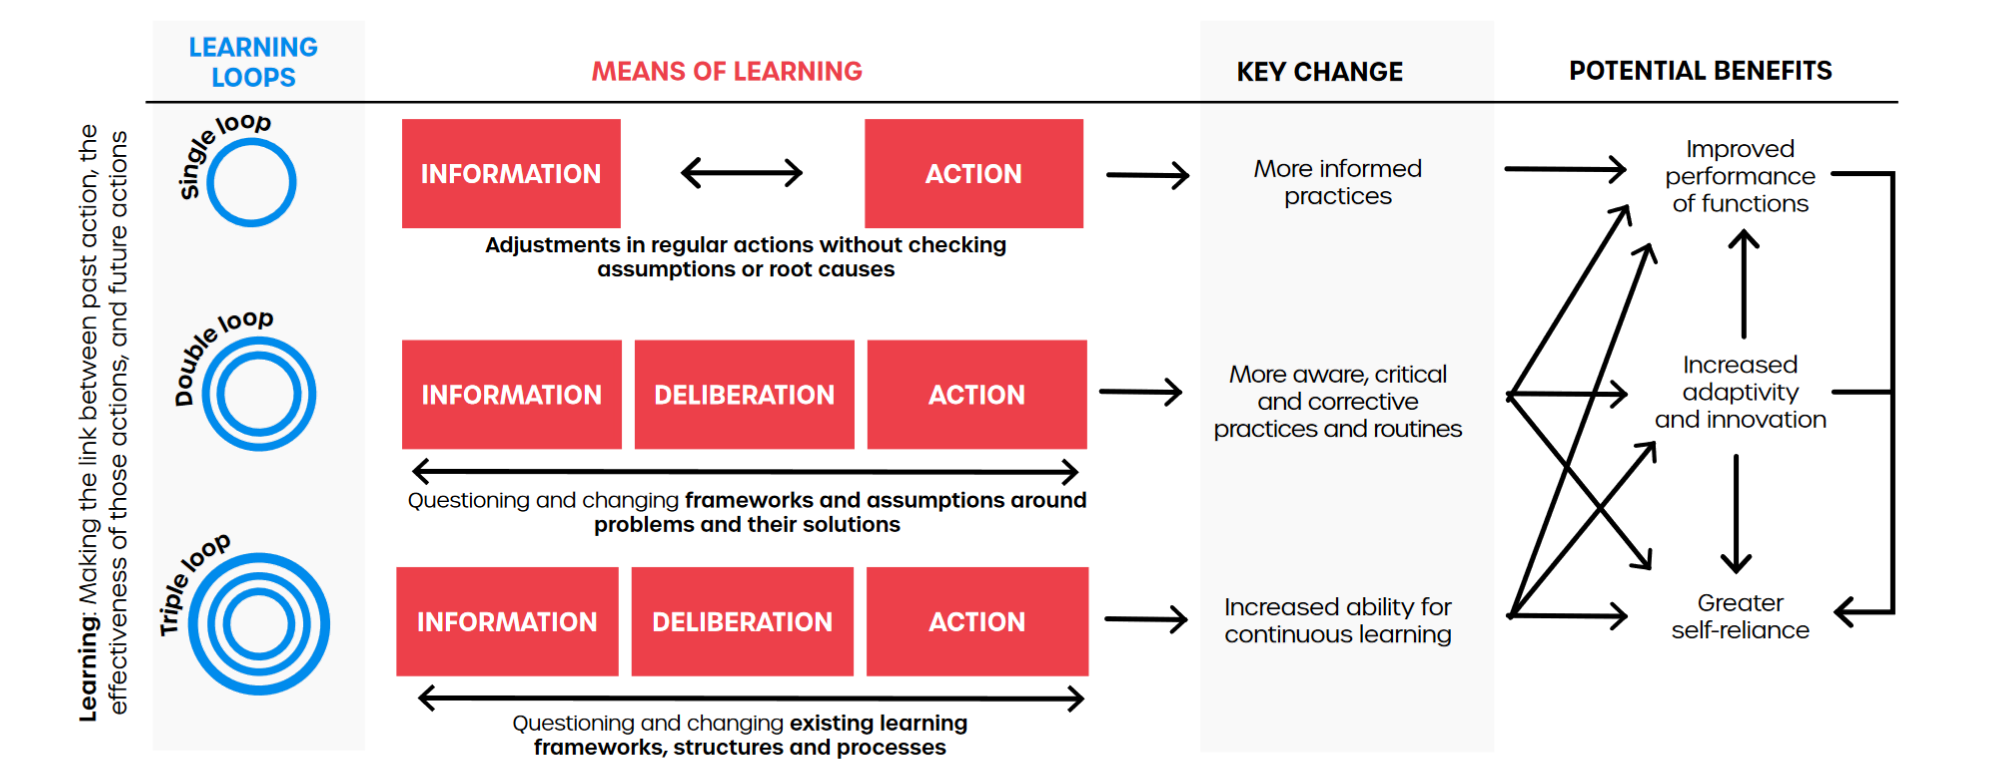 LEARNING
LOOPS
MEANS OF LEARNING
KEY CHANGE
POTENTIAL BENEFITS
Learning: Making the link between past action, the
effectiveness of those actions, and future actions
Single loop
INFORMATION
ACTION
Adjustments in regular actions without checking
assumptions or root causes
More informed
practices
Improved
performance
of functions
Double loop
INFORMATION
DELIBERATION
ACTION
Questioning and changing frameworks and assumptions around
problems and their solutions
More aware, critical
and corrective
practices and routines
Increased
adaptivity
and innovation
Triple loop
INFORMATION
DELIBERATION
ACTION
Questioning and changing existing learning
frameworks, structures and processes
Increased ability for
continuous learning
Greater
self-reliance